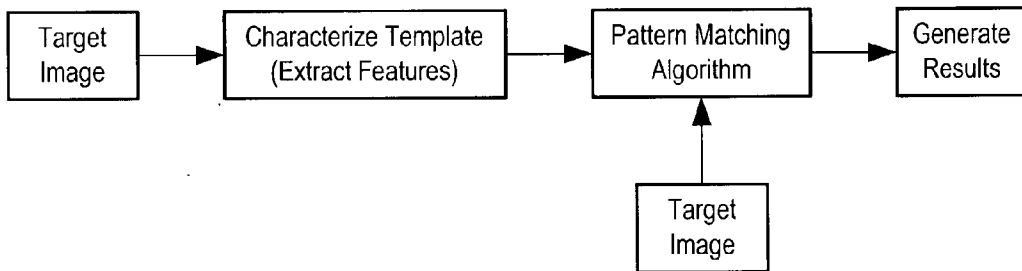 Target
Image
Characterize Template
(Extract Features)
Pattern Matching
Algorithm
Generate
Results
Target
Image